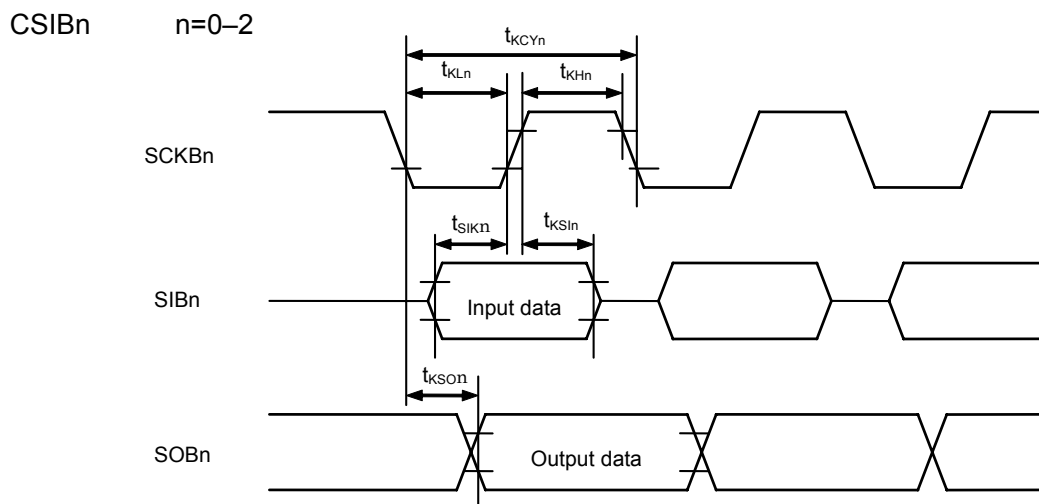 CSIBn n=0–2
tKCYn
tKLn tKHn
SCKBn
tSIKn tKSIn
SIBn
Input data
tKSOn
SOBn
Output data